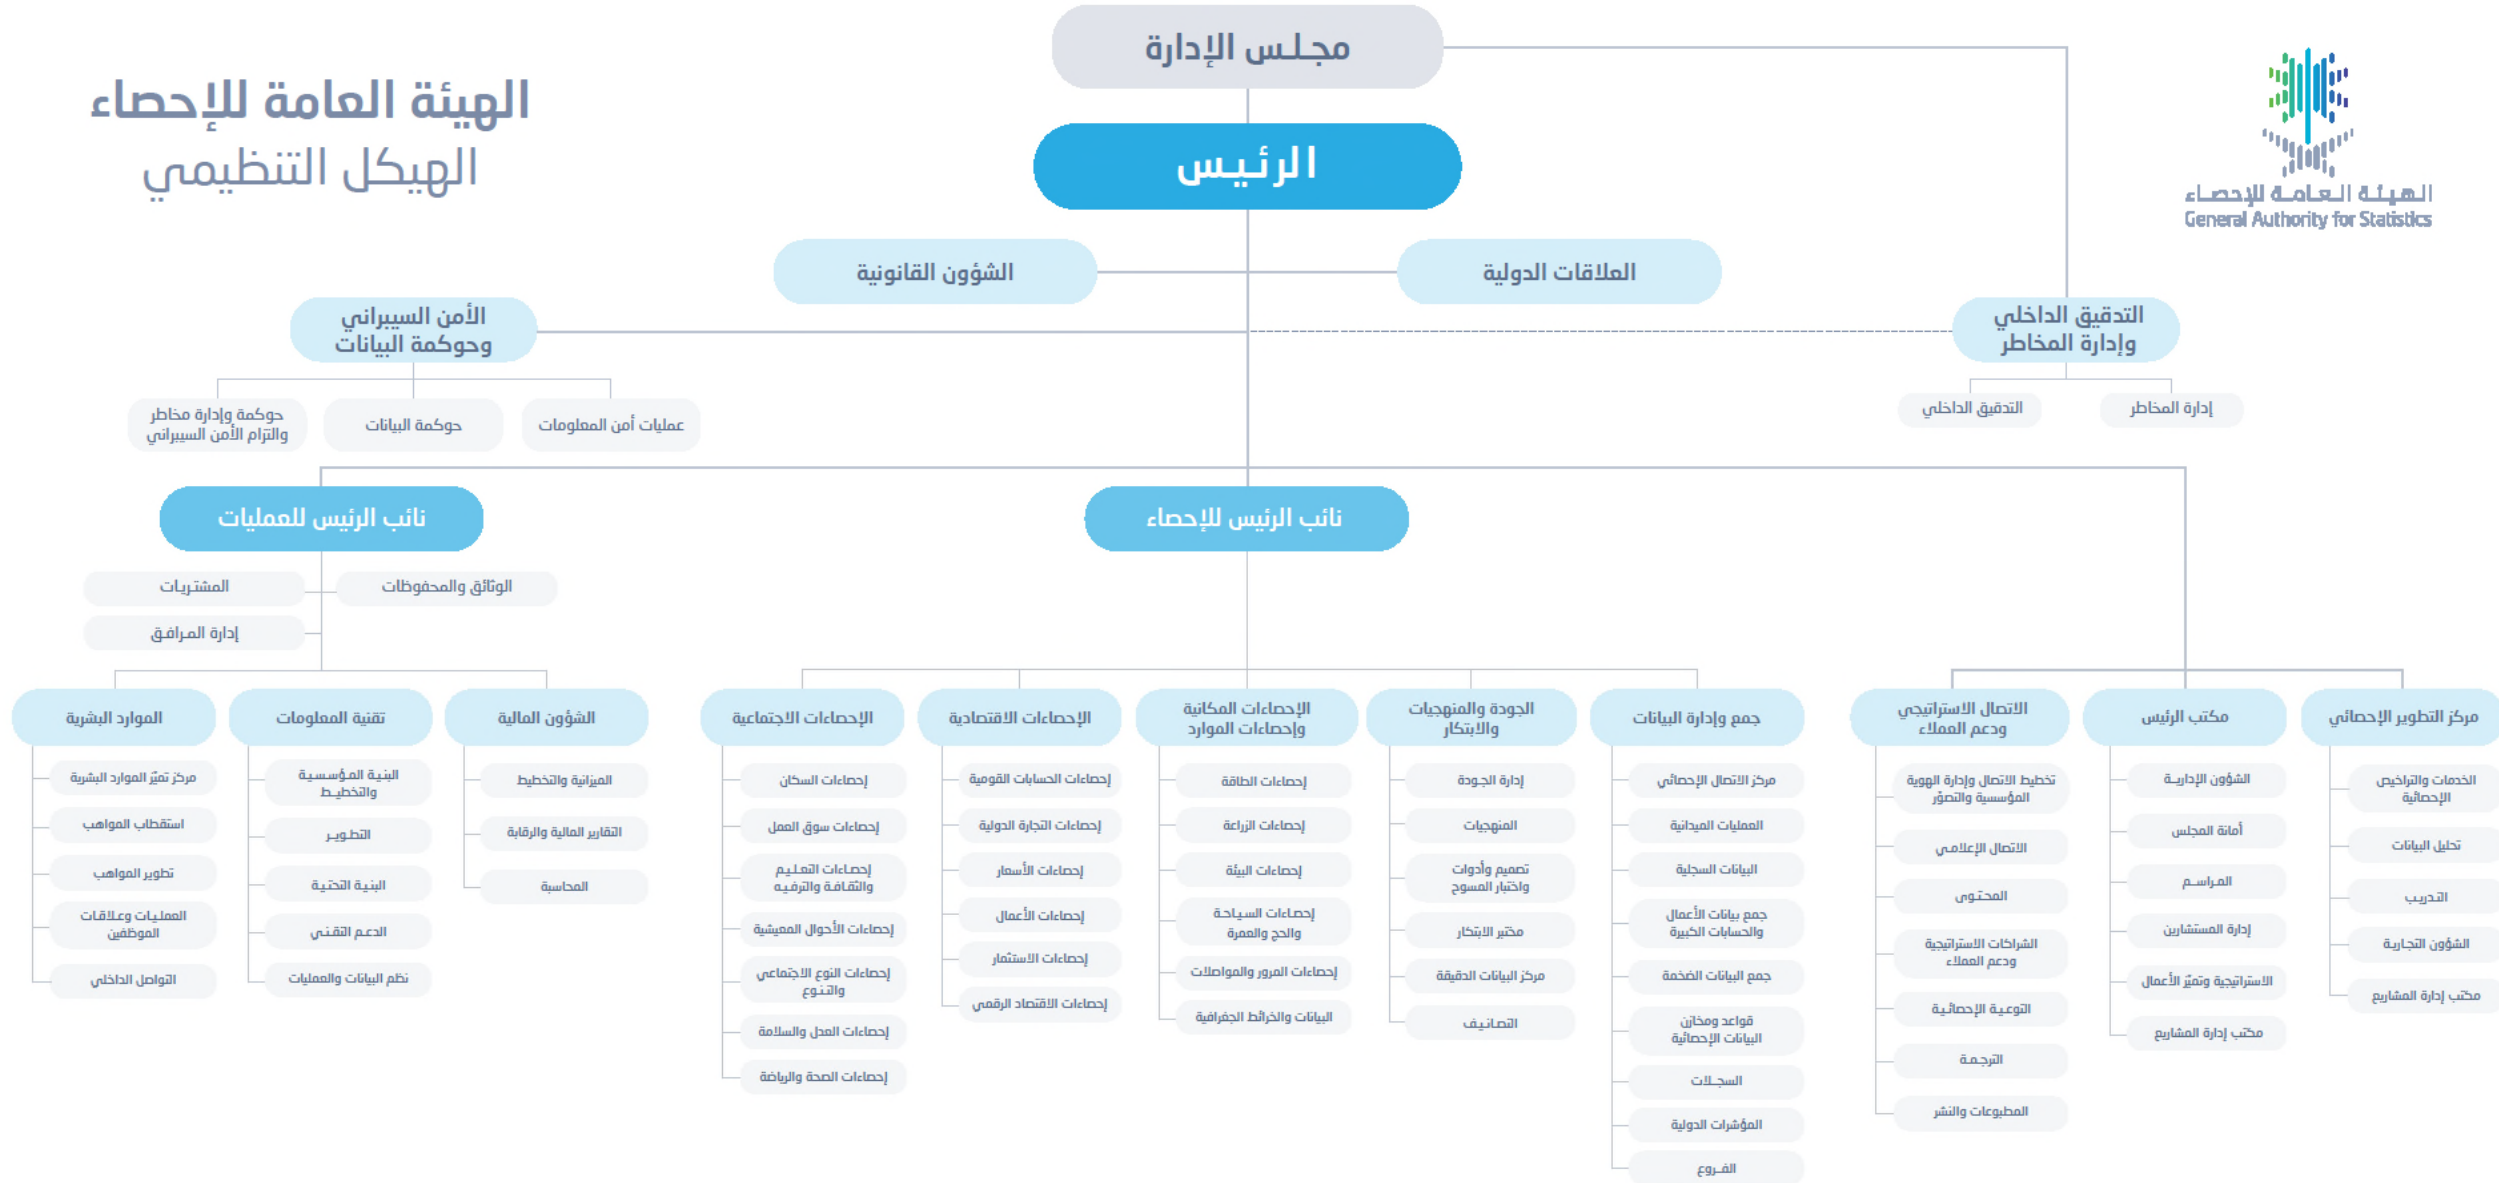 الهيئة العامة للإحصاء
General Authority for Statistics
الهيئة العامة للإحصاء
الهيكل التنظيمي
مجلس الإدارة
الرئيس
العلاقات الدولية
الشؤون القانونية
التدقيق الداخلي
وإدارة المخاطر
إدارة المخاطر
التدقيق الداخلي
الأمن السيبراني
وحوكمة البيانات
عمليات أمن المعلومات
حوكمة البيانات
حوكمة وإدارة مخاطر
والتزام الأمن السيبراني
نائب الرئيس للإحصاء
نائب الرئيس للعمليات
الوثائق والمحفوظات
المشتريات
إدارة المرافق
مركز التطوير الإحصائي
الخدمات والتراخيص
الإحصائية
تحليل البيانات
التدريب
الشؤون التجارية
مكتب إدارة المشاريع
مكتب الرئيس
الشؤون الإدارية
أمانة المجلس
المراسم
إدارة المستشارين
الاستراتيجية وتميّز الأعمال
مكتب إدارة المشاريع
الاتصال الاستراتيجي
ودعم العملاء
تخطيط الاتصال وإدارة الهوية
المؤسسية والتصوّر
الاتصال الإعلامي
المحتوى
الشراكات الاستراتيجية
ودعم العملاء
التوعية الإحصائية
الترجمة
المطبوعات والنشر
جمع وإدارة البيانات
مركز الاتصال الإحصائي
العمليات الميدانية
البيانات السجلية
جمع بيانات الأعمال
والحسابات الكبيرة
جمع البيانات الضخمة
قواعد ومخازن
البيانات الإحصائية
السجلات
المؤشرات الدولية
الفروع
الجودة والمنهجيات
والابتكار
إدارة الجودة
المنهجيات
تصميم وأدوات
واختبار المسوح
مختبر الابتكار
مركز البيانات الدقيقة
التصانيف
الإحصاءات المكانية
وإحصاءات الموارد
إحصاءات الطاقة
إحصاءات الزراعة
إحصاءات البيئة
إحصاءات السياحة
والحج والعمرة
إحصاءات المرور والمواصلات
البيانات والخرائط الجغرافية
الإحصاءات الاقتصادية
إحصاءات الحسابات القومية
إحصاءات التجارة الدولية
إحصاءات الأسعار
إحصاءات الأعمال
إحصاءات الاستثمار
إحصاءات الاقتصاد الرقمي
الإحصاءات الاجتماعية
إحصاءات السكان
إحصاءات سوق العمل
إحصاءات التعليم
والثقافة والترفيه
إحصاءات الأحوال المعيشية
إحصاءات النوع الاجتماعي
والتنوع
إحصاءات العدل والسلامة
إحصاءات الصحة والرياضة
الشؤون المالية
الميزانية والتخطيط
التقارير المالية والرقابة
المحاسبة
تقنية المعلومات
البنية المؤسسية
والتخطيط
التطوير
البنية التحتية
الدعم التقني
نظم البيانات والعمليات
الموارد البشرية
مركز تميّز الموارد البشرية
استقطاب المواهب
تطوير المواهب
العمليات وعلاقات
الموظفين
التواصل الداخلي